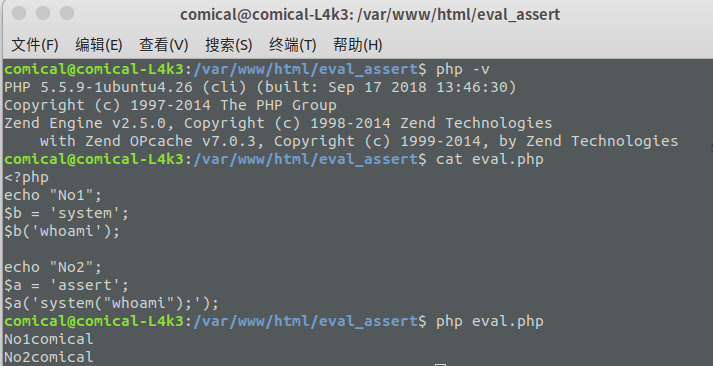 comical@comical-L4k3: /var/www/html/eval_assert
文件(F) 编辑(E) 查看(V) 搜索(S) 终端(T) 帮助(H)
comical@comical-L4k3:/var/www/html/eval_assert$ php -v
PHP 5.5.9-1ubuntu4.26 (cli) (built: Sep 17 2018 13:46:30)
Copyright (c) 1997-2014 The PHP Group
Zend Engine v2.5.0, Copyright (c) 1998-2014 Zend Technologies
    with Zend OPcache v7.0.3, Copyright (c) 1999-2014, by Zend Technologies
comical@comical-L4k3:/var/www/html/eval_assert$ cat eval.php
<?php
echo "No1";
$b = 'system';
$b('whoami');

echo "No2";
$a = 'assert';
$a('system("whoami");');
comical@comical-L4k3:/var/www/html/eval_assert$ php eval.php
No1comical
No2comical